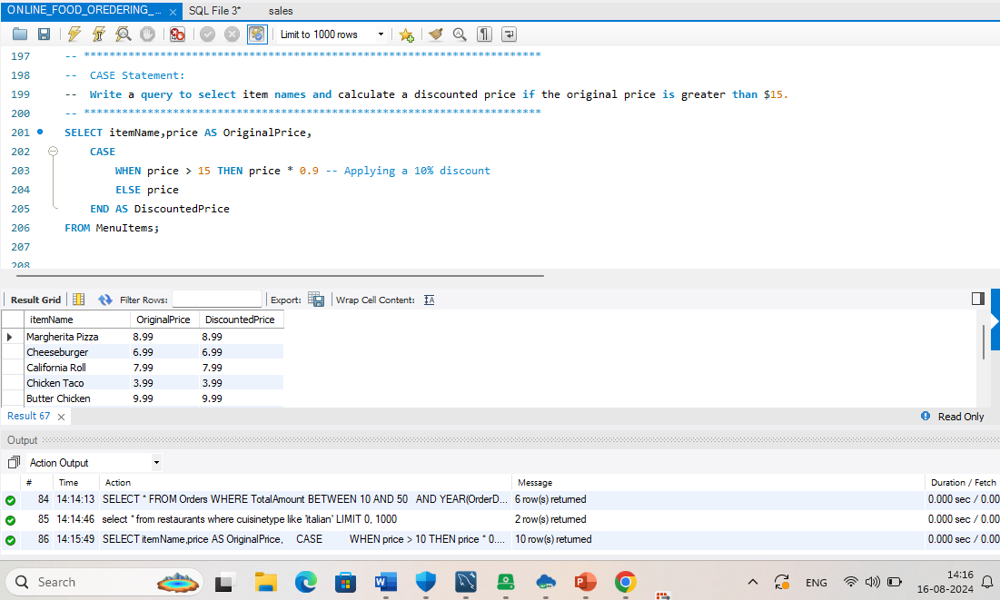 ONLINE_FOOD_OREDERING_... SQL File 3* sales
Limit to 1000 rows
197 -- ************************************************************************
198 -- CASE Statement:
199 -- Write a query to select item names and calculate a discounted price if the original price is greater than $15.
200 -- ************************************************************************
201 SELECT itemName,price AS OriginalPrice,
202 CASE
203 WHEN price > 15 THEN price * 0.9 -- Applying a 10% discount
204 ELSE price
205 END AS DiscountedPrice
206 FROM MenuItems;
207
208
Result Grid Filter Rows: Export: Wrap Cell Content:
itemName OriginalPrice DiscountedPrice
Margherita Pizza 8.99 8.99
Cheeseburger 6.99 6.99
California Roll 7.99 7.99
Chicken Taco 3.99 3.99
Butter Chicken 9.99 9.99
Result 67 Read Only
Output
Action Output
# Time Action Message Duration / Fetch
84 14:14:13 SELECT * FROM Orders WHERE TotalAmount BETWEEN 10 AND 50 AND YEAR(OrderD... 6 row(s) returned 0.000 sec / 0.00
85 14:14:46 select * from restaurants where cuisinetype like 'italian' LIMIT 0, 1000 2 row(s) returned 0.000 sec / 0.00
86 14:15:49 SELECT itemName,price AS OriginalPrice, CASE WHEN price > 10 THEN price * 0.... 10 row(s) returned 0.000 sec / 0.00
Search ENG 14:16
16-08-2024